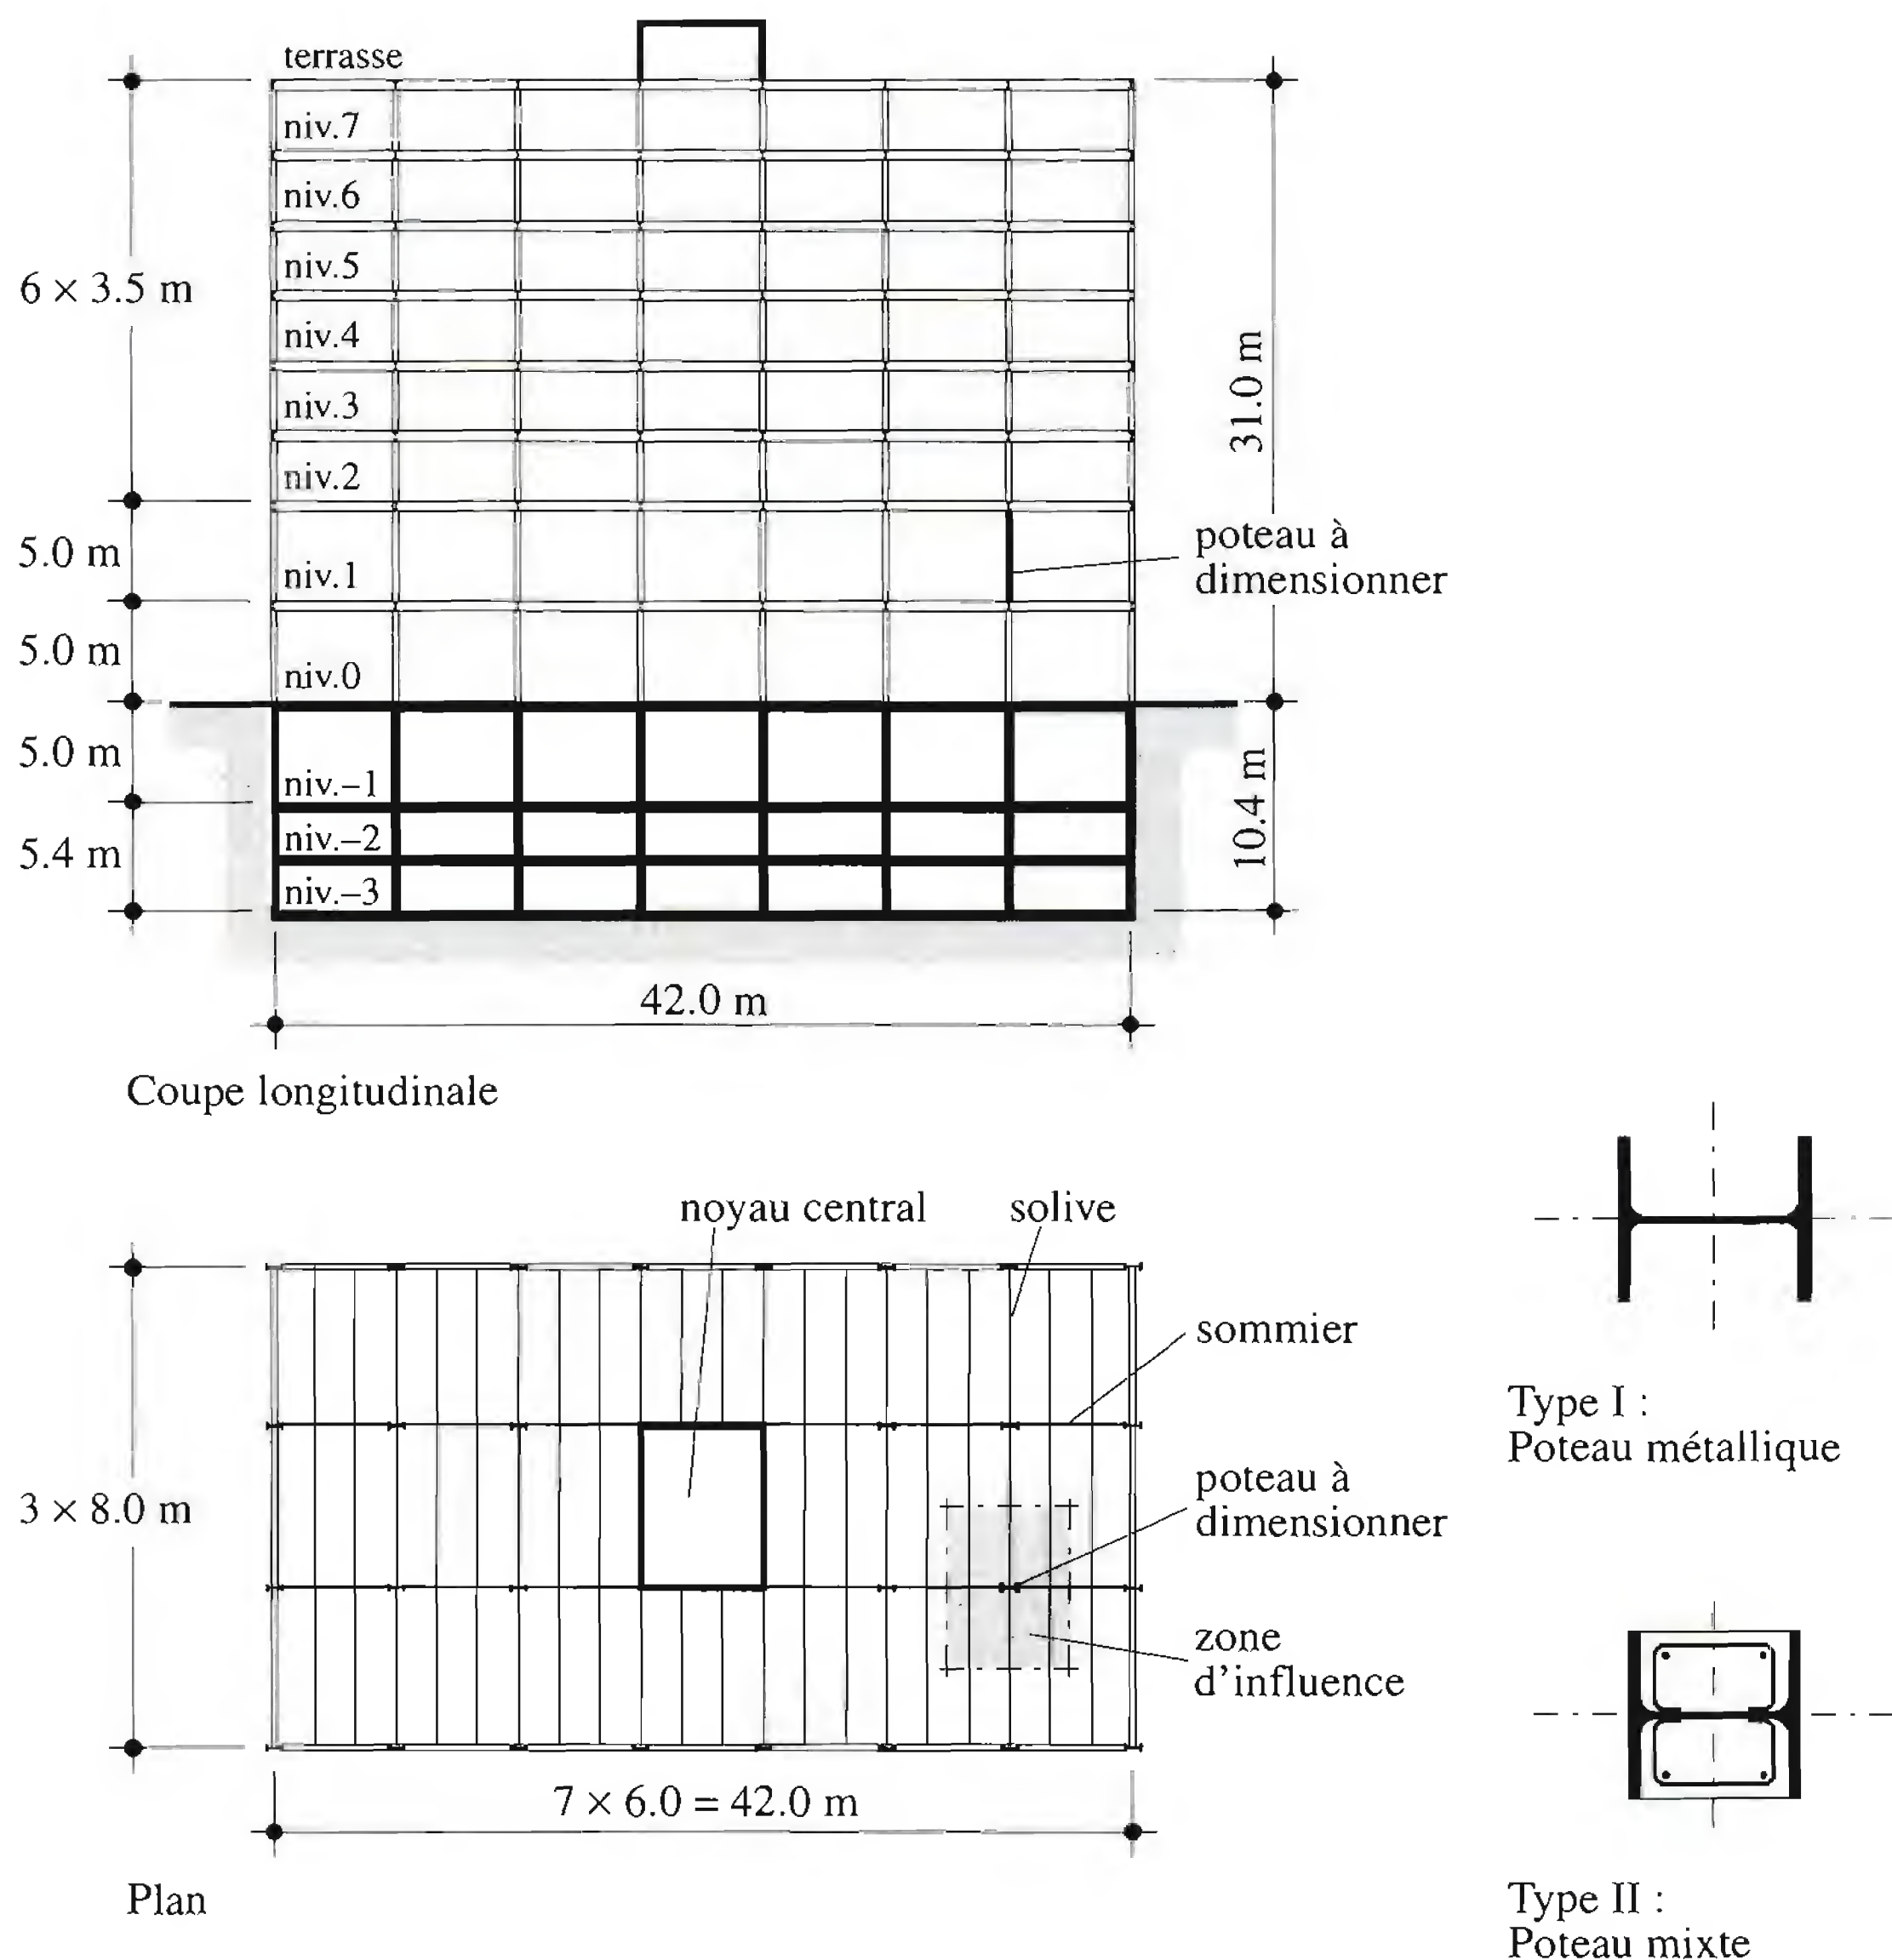 terrasse
niv.7
niv.6
niv.5
niv.4
niv.3
niv.2
niv.1
niv.0
niv.–1
niv.–2
niv.–3
6 × 3.5 m
5.0 m
5.0 m
5.0 m
5.4 m
31.0 m
poteau à
dimensionner
10.4 m
42.0 m
Coupe longitudinale
noyau central
solive
sommier
poteau à
dimensionner
zone
d'influence
3 × 8.0 m
7 × 6.0 = 42.0 m
Plan
Type I :
Poteau métallique
Type II :
Poteau mixte